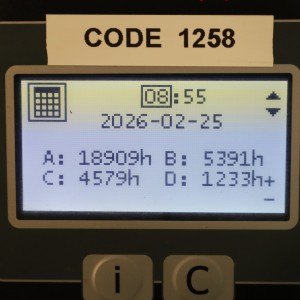 CODE 1258
08:55
2026-02-25
A: 18909h B: 5391h
C: 4579h D: 1233h+
-
i C